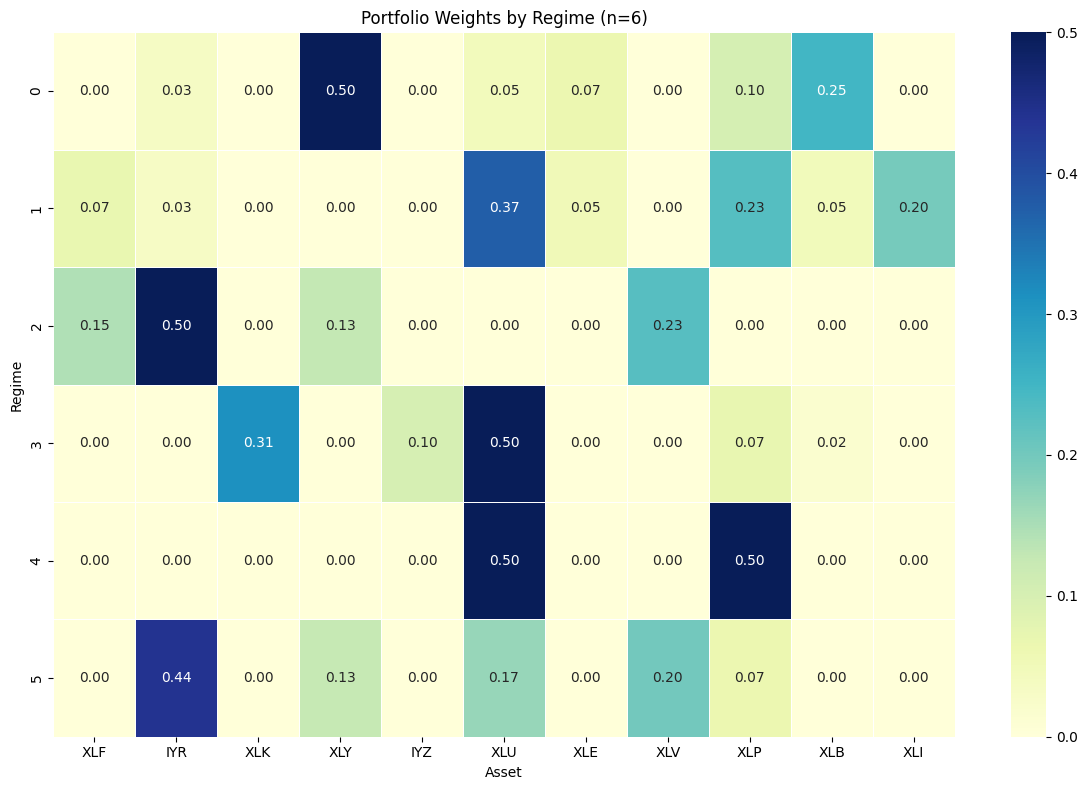 Portfolio Weights by Regime (n=6)
0 0.00 0.03 0.00 0.50 0.00 0.05 0.07 0.00 0.10 0.25 0.00
1 0.07 0.03 0.00 0.00 0.00 0.37 0.05 0.00 0.23 0.05 0.20
2 0.15 0.50 0.00 0.13 0.00 0.00 0.00 0.23 0.00 0.00 0.00
3 0.00 0.00 0.31 0.00 0.10 0.50 0.00 0.00 0.07 0.02 0.00
4 0.00 0.00 0.00 0.00 0.00 0.50 0.00 0.00 0.50 0.00 0.00
5 0.00 0.44 0.00 0.13 0.00 0.17 0.00 0.20 0.07 0.00 0.00
Regime
XLF IYR XLK XLY IYZ XLU XLE XLV XLP XLB XLI
Asset
0.5
0.4
0.3
0.2
0.1
0.0